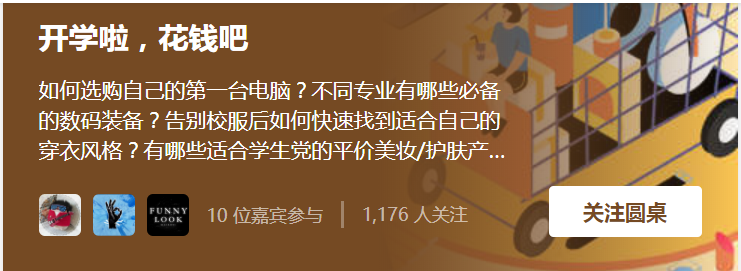 开学啦，花钱吧
如何选购自己的第一台电脑？不同专业有哪些必备
的数码装备？告别校服后如何快速找到适合自己的
穿衣风格？有哪些适合学生党的平价美妆/护肤产...
FUNNY
LOOK
10 位嘉宾参与 | 1,176 人关注
关注圆桌